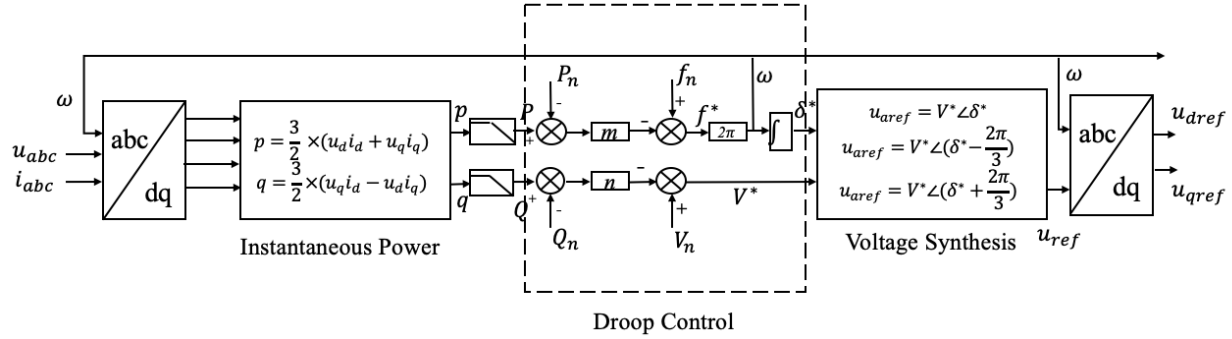 ω
P_n
f_n
ω
ω
abc
dq
u_abc
i_abc
p = 3/2 ×(u_d i_d + u_q i_q)
q = 3/2 ×(u_q i_d − u_d i_q)
Instantaneous Power
p
q
P
-
+
m
−
+
f*
2π
∫
δ*
Q
+
-
Q_n
n
−
+
V_n
V*
Droop Control
u_aref = V*∠δ*
u_aref = V*∠(δ*−2π/3)
u_aref = V*∠(δ*+2π/3)
Voltage Synthesis
u_ref
abc
dq
u_dref
u_qref